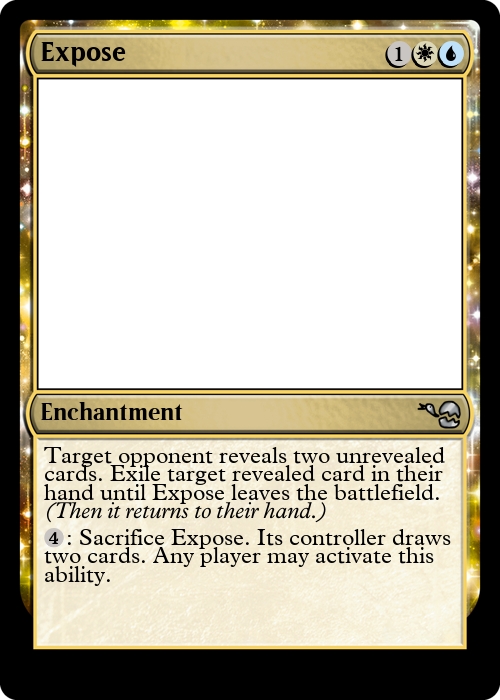 Expose
1
Enchantment
Target opponent reveals two unrevealed
cards. Exile target revealed card in their
hand until Expose leaves the battlefield.
(Then it returns to their hand.)
4: Sacrifice Expose. Its controller draws
two cards. Any player may activate this
ability.